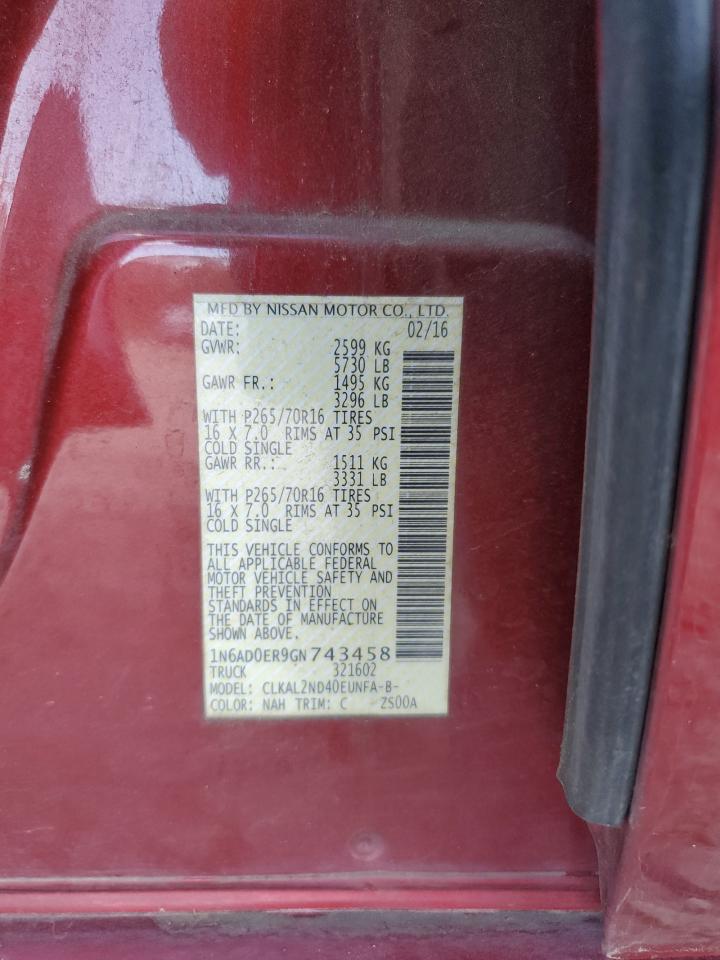 MFD BY NISSAN MOTOR CO., LTD.
DATE: 02/16
GVWR: 2599 KG
5730 LB
GAWR FR.: 1495 KG
3296 LB
WITH P265/70R16 TIRES
16 X 7.0 RIMS AT 35 PSI
COLD SINGLE
GAWR RR.: 1511 KG
3331 LB
WITH P265/70R16 TIRES
16 X 7.0 RIMS AT 35 PSI
COLD SINGLE
THIS VEHICLE CONFORMS TO
ALL APPLICABLE FEDERAL
MOTOR VEHICLE SAFETY AND
THEFT PREVENTION
STANDARDS IN EFFECT ON
THE DATE OF MANUFACTURE
SHOWN ABOVE.
1N6AD0ER9GN743458
TRUCK 321602
MODEL: CLKAL2ND40EUNFA-B-
COLOR: NAH TRIM: C ZS00A